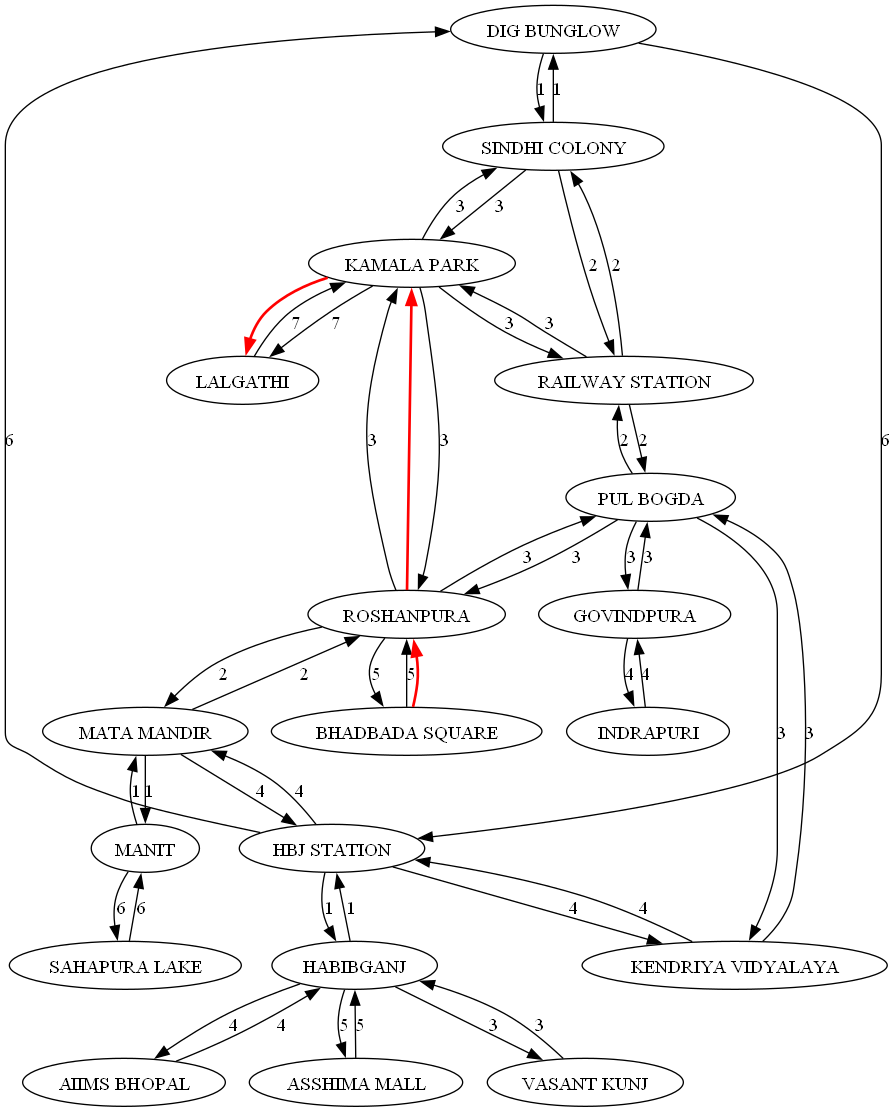 DIG BUNGLOW
1 1
SINDHI COLONY
3 3
2 2
KAMALA PARK
7 7
3 3
LALGATHI
RAILWAY STATION
6
3 3
2 2
6
PUL BOGDA
3 3
3 3
ROSHANPURA
GOVINDPURA
2 2
5 5
4 4
MATA MANDIR
BHADBADA SQUARE
INDRAPURI
3 3
1 1
4 4
MANIT
HBJ STATION
6 6
1 1
4 4
SAHAPURA LAKE
HABIBGANJ
KENDRIYA VIDYALAYA
4 4
5 5
3 3
AIIMS BHOPAL
ASSHIMA MALL
VASANT KUNJ